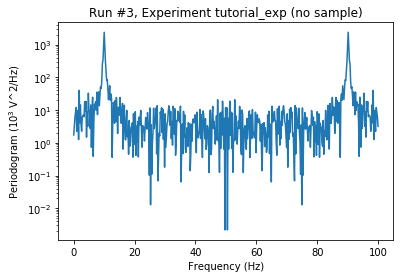 Run #3, Experiment tutorial_exp (no sample)
Periodogram (10³ V^2/Hz)
10³
10²
10¹
10⁰
10⁻¹
10⁻²
0 20 40 60 80 100
Frequency (Hz)